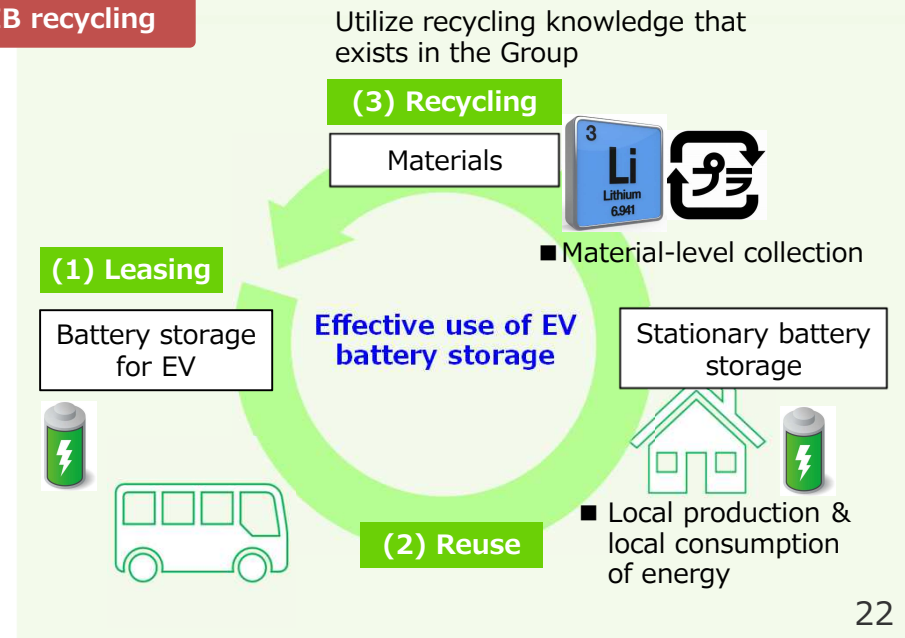 B recycling
Utilize recycling knowledge that
exists in the Group
(3) Recycling
Materials
3
Li
Lithium
6.941
プラ
■ Material-level collection
(1) Leasing
Battery storage
for EV
Effective use of EV
battery storage
Stationary battery
storage
(2) Reuse
■ Local production &
local consumption
of energy
22